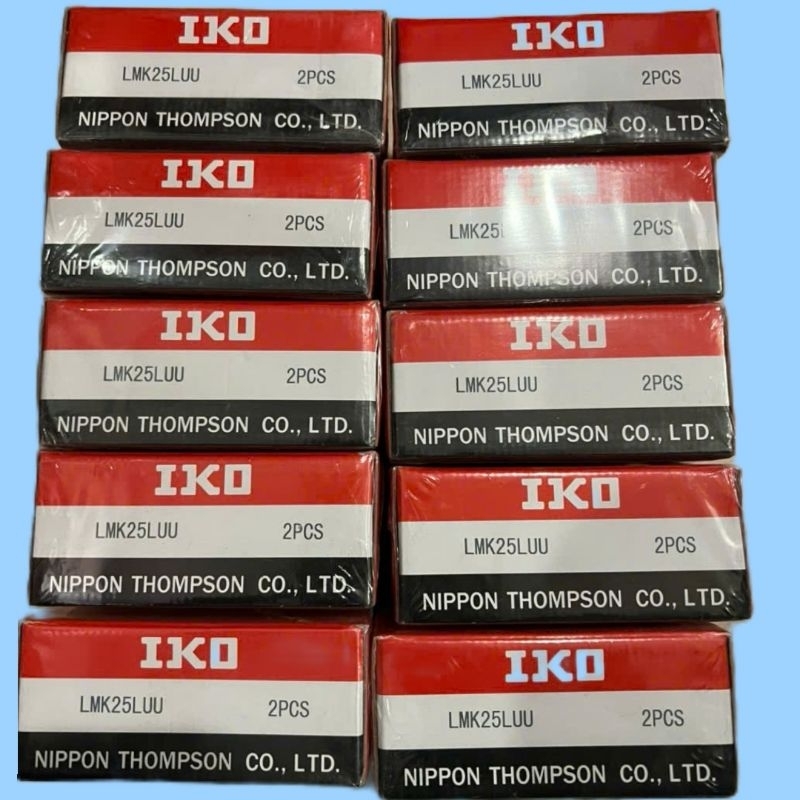 IKO
LMK25LUU 2PCS
NIPPON THOMPSON CO., LTD.
IKO
LMK25LUU 2PCS
NIPPON THOMPSON CO., LTD.
IKO
LMK25LUU 2PCS
NIPPON THOMPSON CO., LTD.
IKO
2PCS
NIPPON THOMPSON CO., LTD.
IKO
LMK25LUU 2PCS
NIPPON THOMPSON CO., LTD.
IKO
LMK25LUU 2PCS
NIPPON THOMPSON CO., LTD.
IKO
LMK25LUU 2PCS
NIPPON THOMPSON CO., LTD.
IKO
LMK25LUU 2PCS
NIPPON THOMPSON CO., LTD.
IKO
LMK25LUU 2PCS
NIPPON THOMPSON CO., LTD.
IKO
LMK25LUU 2PCS
NIPPON THOMPSON CO., LTD.